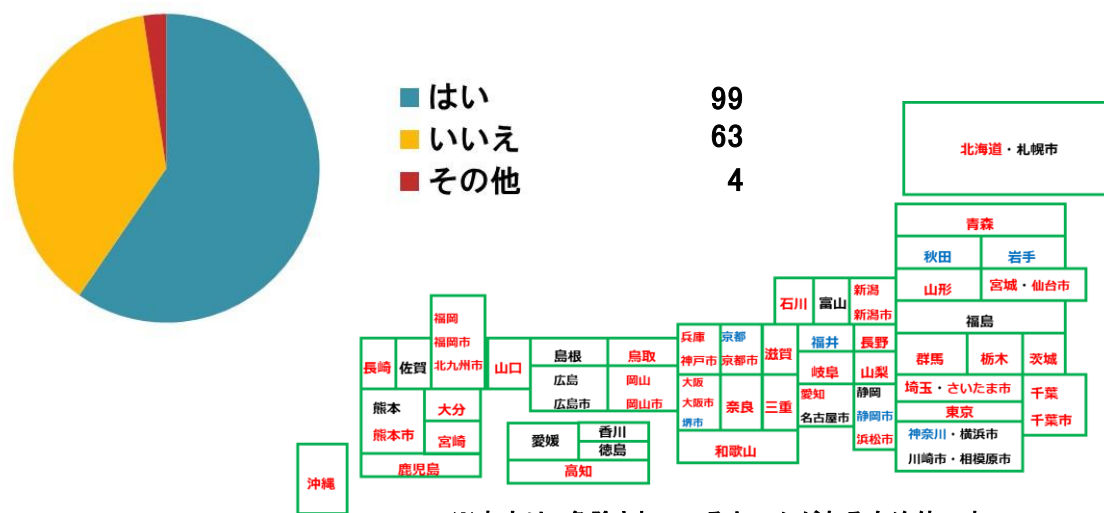 はい 99
いいえ 63
その他 4
北海道・札幌市
青森
秋田 岩手
山形 宮城・仙台市
石川 富山 新潟
新潟市
福島
福岡
福岡市
北九州市
長崎 佐賀
山口
島根 鳥取
広島 岡山
広島市 岡山市
兵庫 京都
神戸市 京都市
滋賀
福井 長野
岐阜 山梨
群馬 栃木 茨城
埼玉・さいたま市
千葉
千葉市
東京
神奈川・横浜市
川崎市・相模原市
大阪
大阪市
堺市
奈良 三重
愛知
名古屋市
静岡
静岡市
浜松市
和歌山
熊本
熊本市
大分
宮崎
鹿児島
愛媛
香川
徳島
高知
沖縄